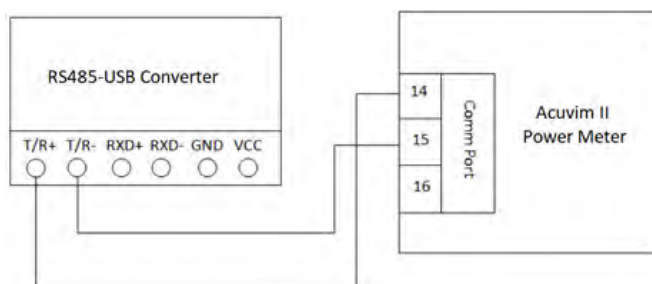 RS485-USB Converter
T/R+ T/R- RXD+ RXD- GND VCC
14
15
16
Comm Port
Acuvim II
Power Meter